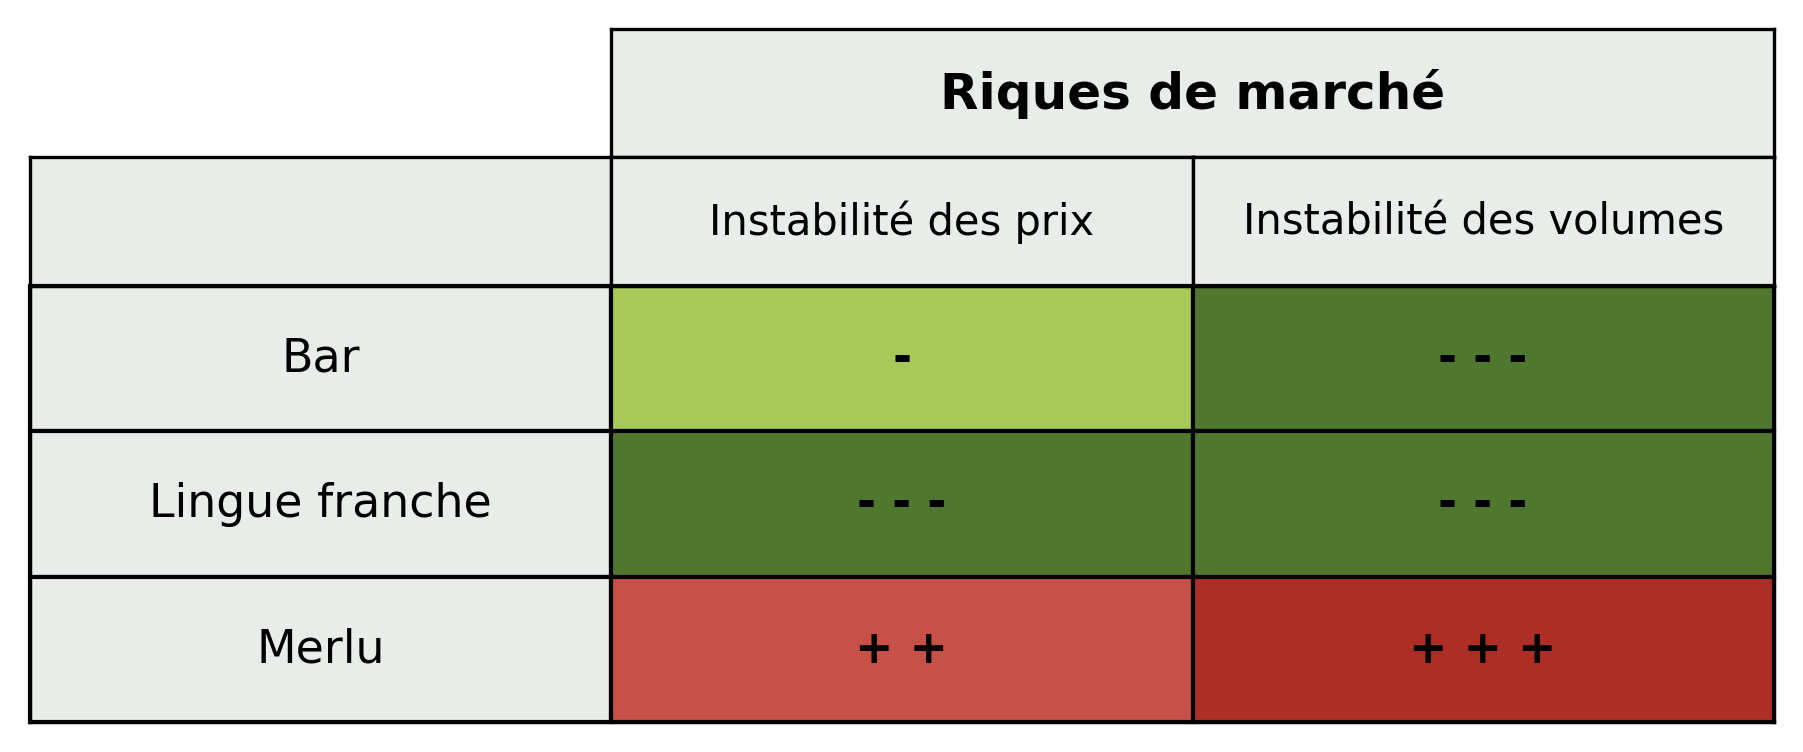 Riques de marché
Instabilité des prix Instabilité des volumes
Bar - - - -
Lingue franche - - - - - -
Merlu + + + + +